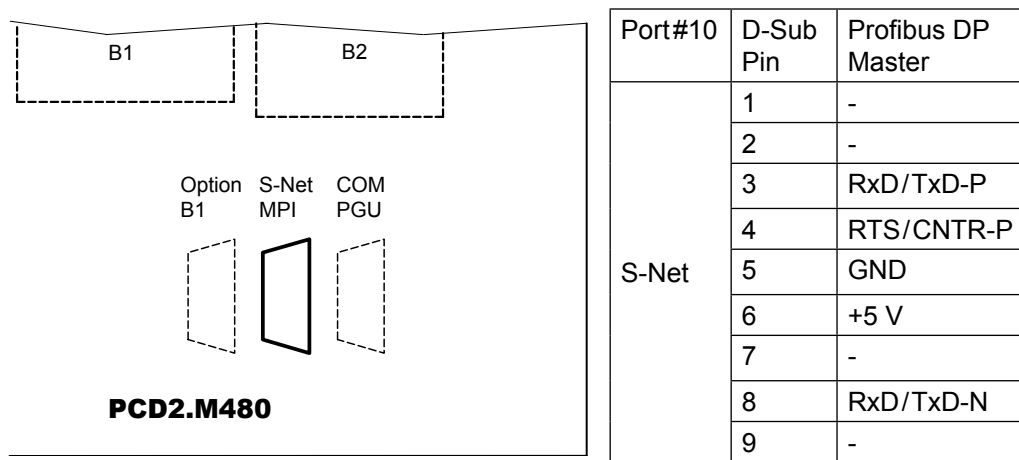 B1 B2
Option S-Net COM
B1 MPI PGU
PCD2.M480
Port#10 D-Sub Profibus DP
Pin Master
S-Net
1 -
2 -
3 RxD/TxD-P
4 RTS/CNTR-P
5 GND
6 +5 V
7 -
8 RxD/TxD-N
9 -